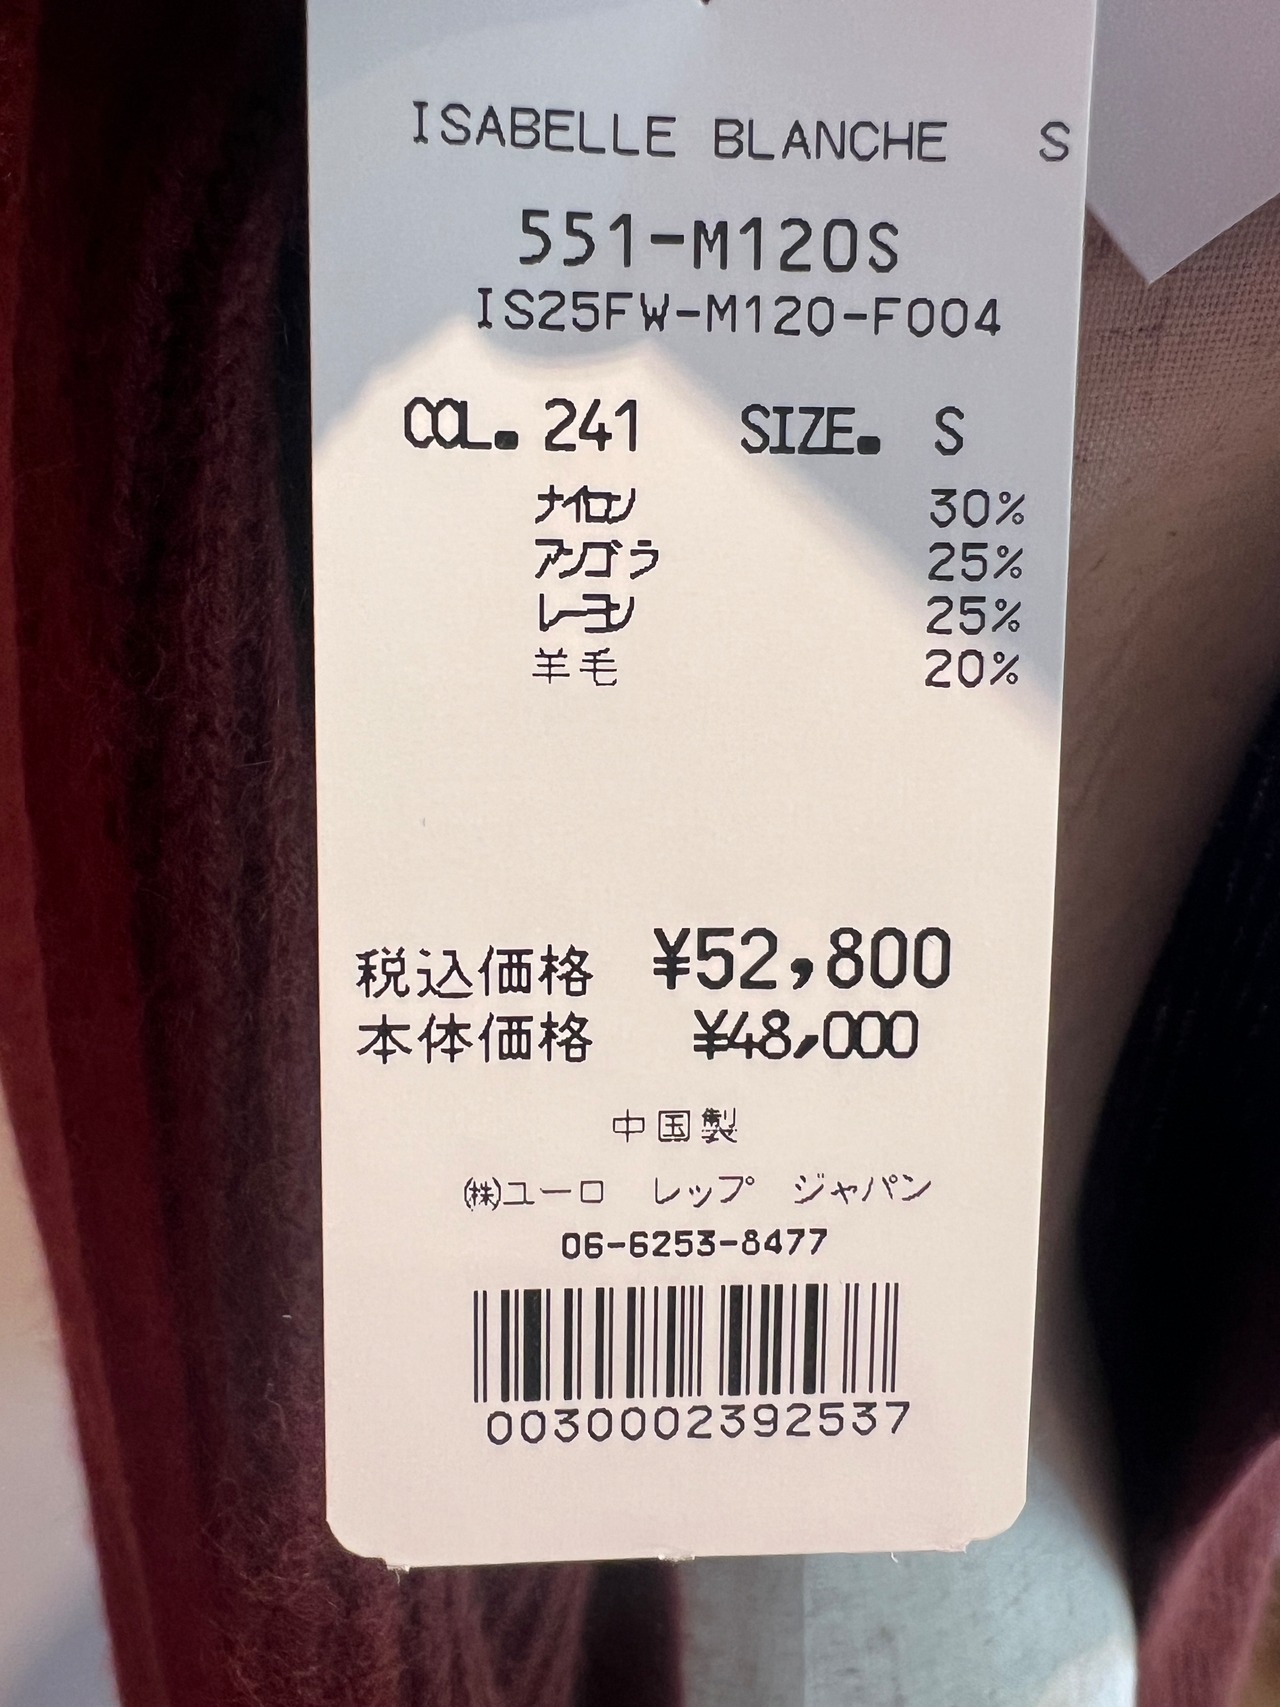 ISABELLE BLANCHE S
551-M120S
IS25FW-M120-F004
COL. 241 SIZE. S
ナイロン 30%
アンゴラ 25%
レーヨン 25%
羊毛 20%
税込価格 ¥52,800
本体価格 ¥48,000
中国製
㈱ユーロ レップ ジャパン
06-6253-8477
0030002392537